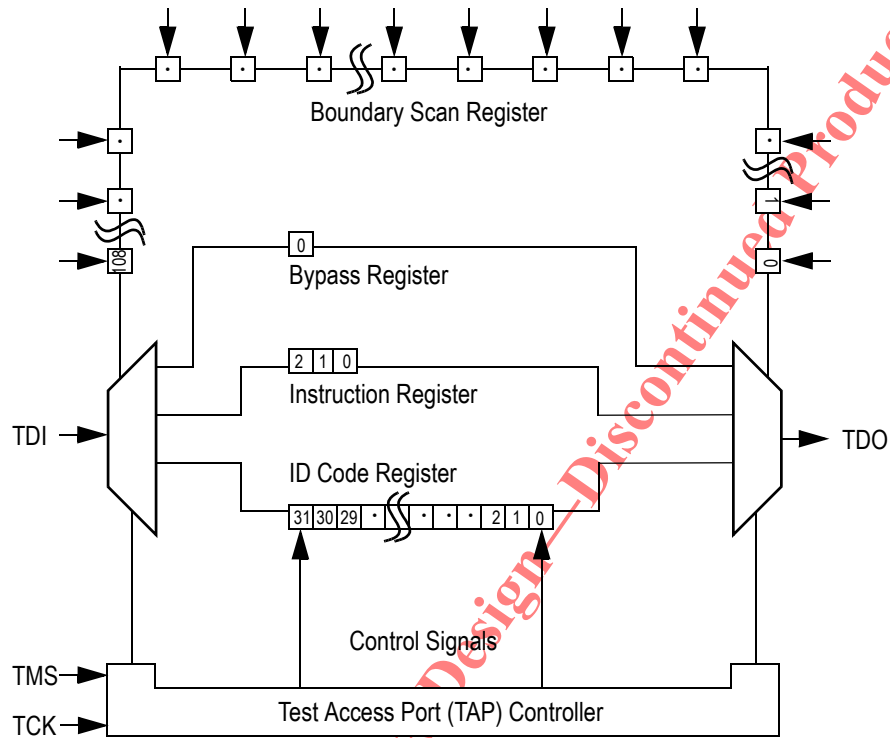 Boundary Scan Register
108
1
0
0
Bypass Register
2 1 0
Instruction Register
TDI
TDO
ID Code Register
31 30 29 · · · · 2 1 0
Control Signals
TMS
TCK
Test Access Port (TAP) Controller
Design—Discontinued Produc